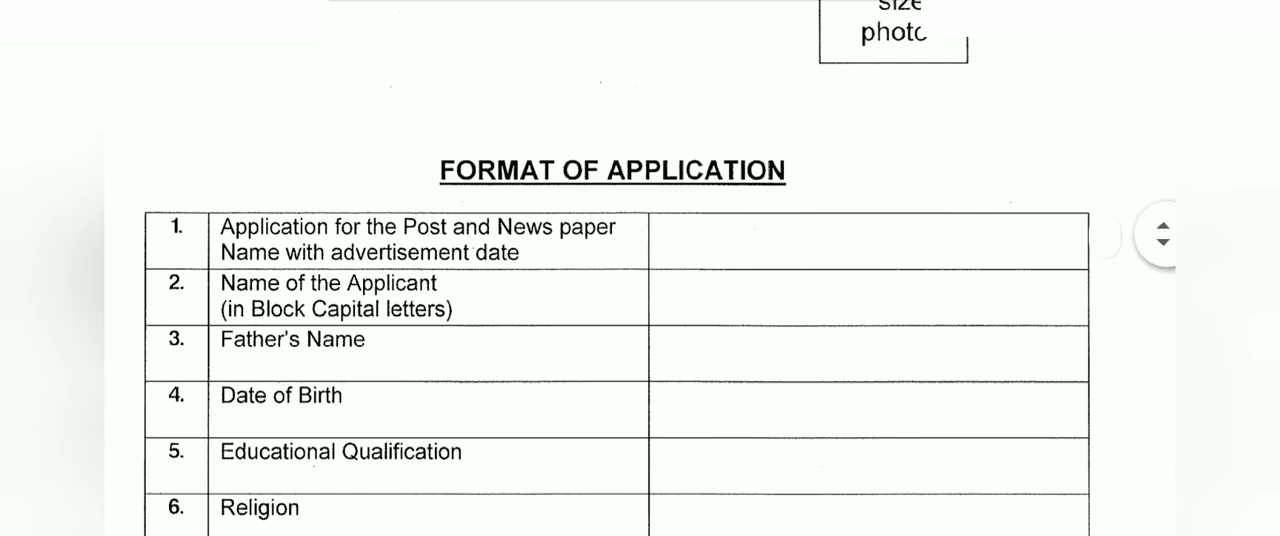 size
photo
FORMAT OF APPLICATION
1. Application for the Post and News paper
Name with advertisement date
2. Name of the Applicant
(in Block Capital letters)
3. Father's Name
4. Date of Birth
5. Educational Qualification
6. Religion